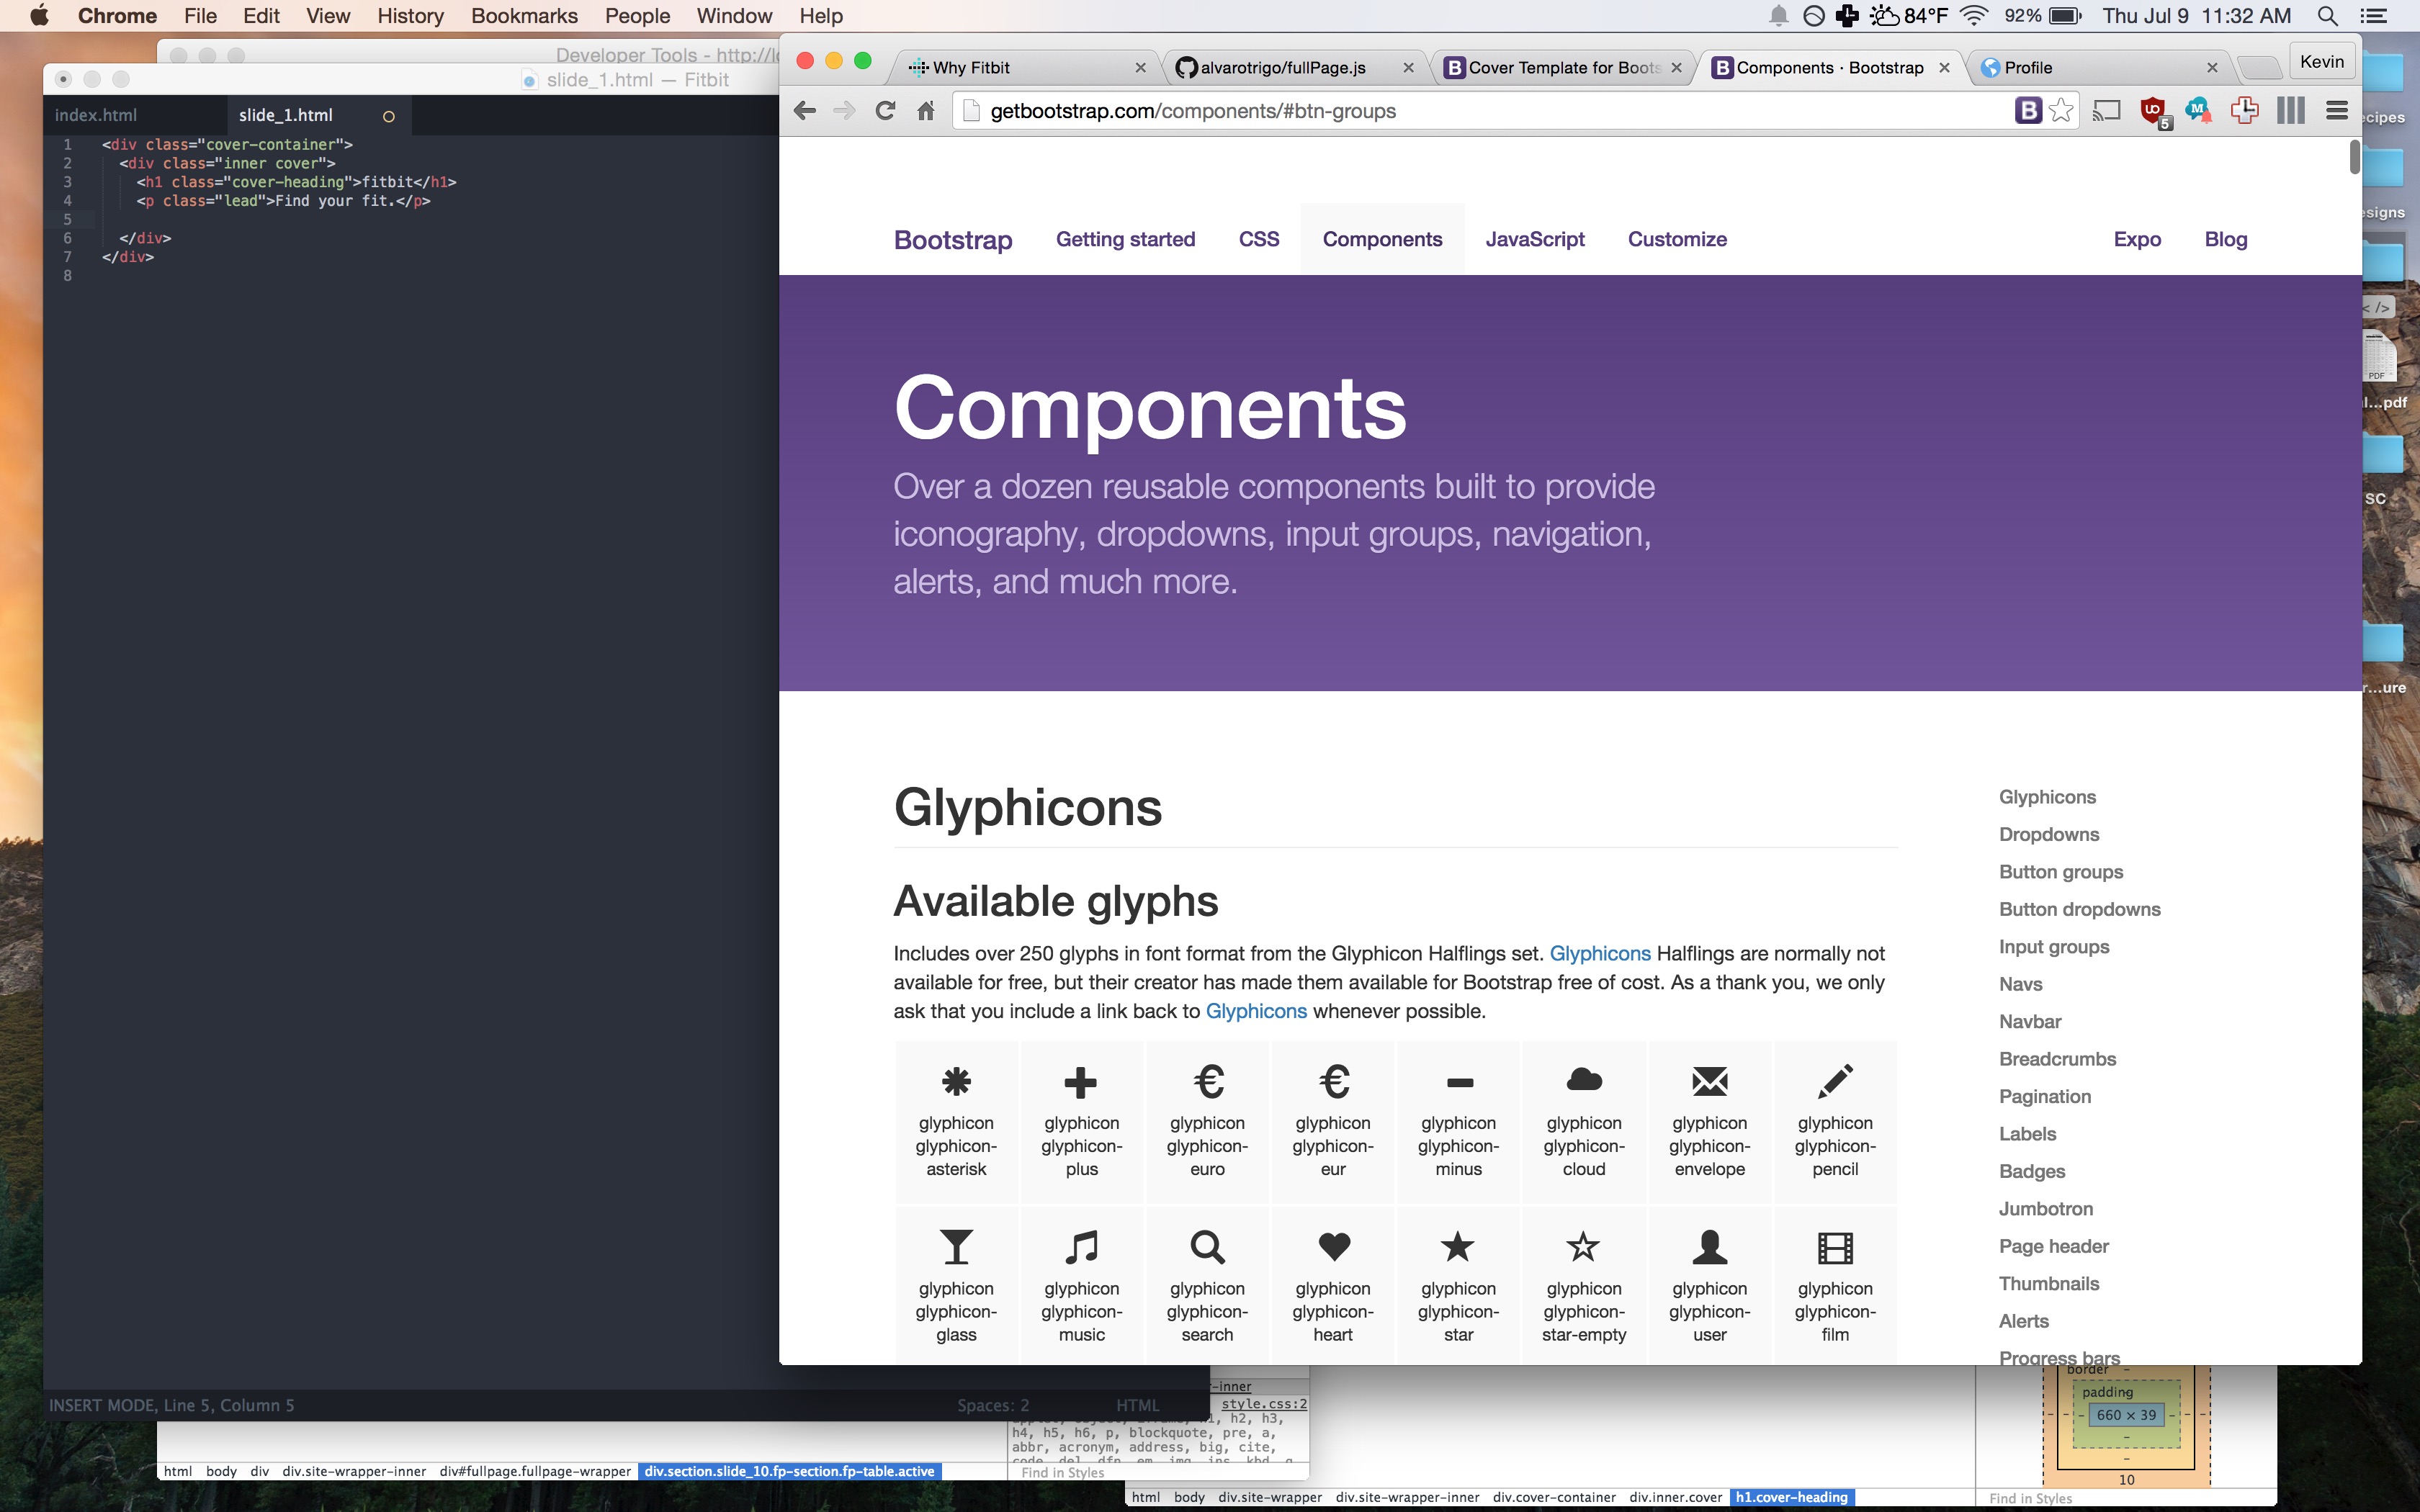 Chrome File Edit View History Bookmarks People Window Help
84°F 92% Thu Jul 9 11:32 AM
Developer Tools - http://l
slide_1.html — Fitbit
index.html
slide_1.html
1 <div class="cover-container">
2 <div class="inner cover">
3 <h1 class="cover-heading">fitbit</h1>
4 <p class="lead">Find your fit.</p>
5
6 </div>
7 </div>
8
INSERT MODE, Line 5, Column 5
Spaces: 2
HTML
Why Fitbit
alvarotrigo/fullPage.js
Cover Template for Boots
Components · Bootstrap
Profile
Kevin
getbootstrap.com/components/#btn-groups
5
Bootstrap Getting started CSS Components JavaScript Customize Expo Blog
Components
Over a dozen reusable components built to provide
iconography, dropdowns, input groups, navigation,
alerts, and much more.
Glyphicons
Available glyphs
Includes over 250 glyphs in font format from the Glyphicon Halflings set. Glyphicons Halflings are normally not
available for free, but their creator has made them available for Bootstrap free of cost. As a thank you, we only
ask that you include a link back to Glyphicons whenever possible.
glyphicon glyphicon glyphicon glyphicon glyphicon glyphicon glyphicon glyphicon
glyphicon- glyphicon- glyphicon- glyphicon- glyphicon- glyphicon- glyphicon- glyphicon-
asterisk plus euro eur minus cloud envelope pencil
glyphicon glyphicon glyphicon glyphicon glyphicon glyphicon glyphicon glyphicon
glyphicon- glyphicon- glyphicon- glyphicon- glyphicon- glyphicon- glyphicon- glyphicon-
glass music search heart star star-empty user film
Glyphicons
Dropdowns
Button groups
Button dropdowns
Input groups
Navs
Navbar
Breadcrumbs
Pagination
Labels
Badges
Jumbotron
Page header
Thumbnails
Alerts
Progress bars
ecipes
esigns
</>
PDF
l...pdf
SC
r...ure
r-inner
style.css:2
h1, h2, h3,
h4, h5, h6, p, blockquote, pre, a,
abbr, acronym, address, big, cite,
code, del, dfn, em, img, ins, kbd, q,
Find in Styles
html body div div.site-wrapper-inner div#fullpage.fullpage-wrapper div.section.slide_10.fp-section.fp-table.active
border –
padding
660 × 39
10
html body div.site-wrapper div.site-wrapper-inner div.cover-container div.inner.cover h1.cover-heading
Find in Styles